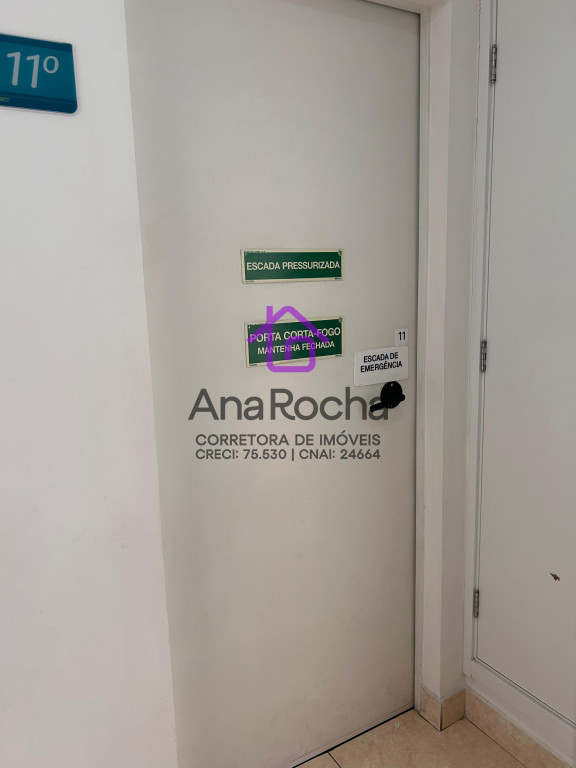 11º
ESCADA PRESSURIZADA
PORTA CORTA-FOGO
MANTENHA FECHADA
11
ESCADA DE
EMERGÊNCIA
AnaRocha
CORRETORA DE IMÓVEIS
CRECI: 75.530 | CNAI: 24664